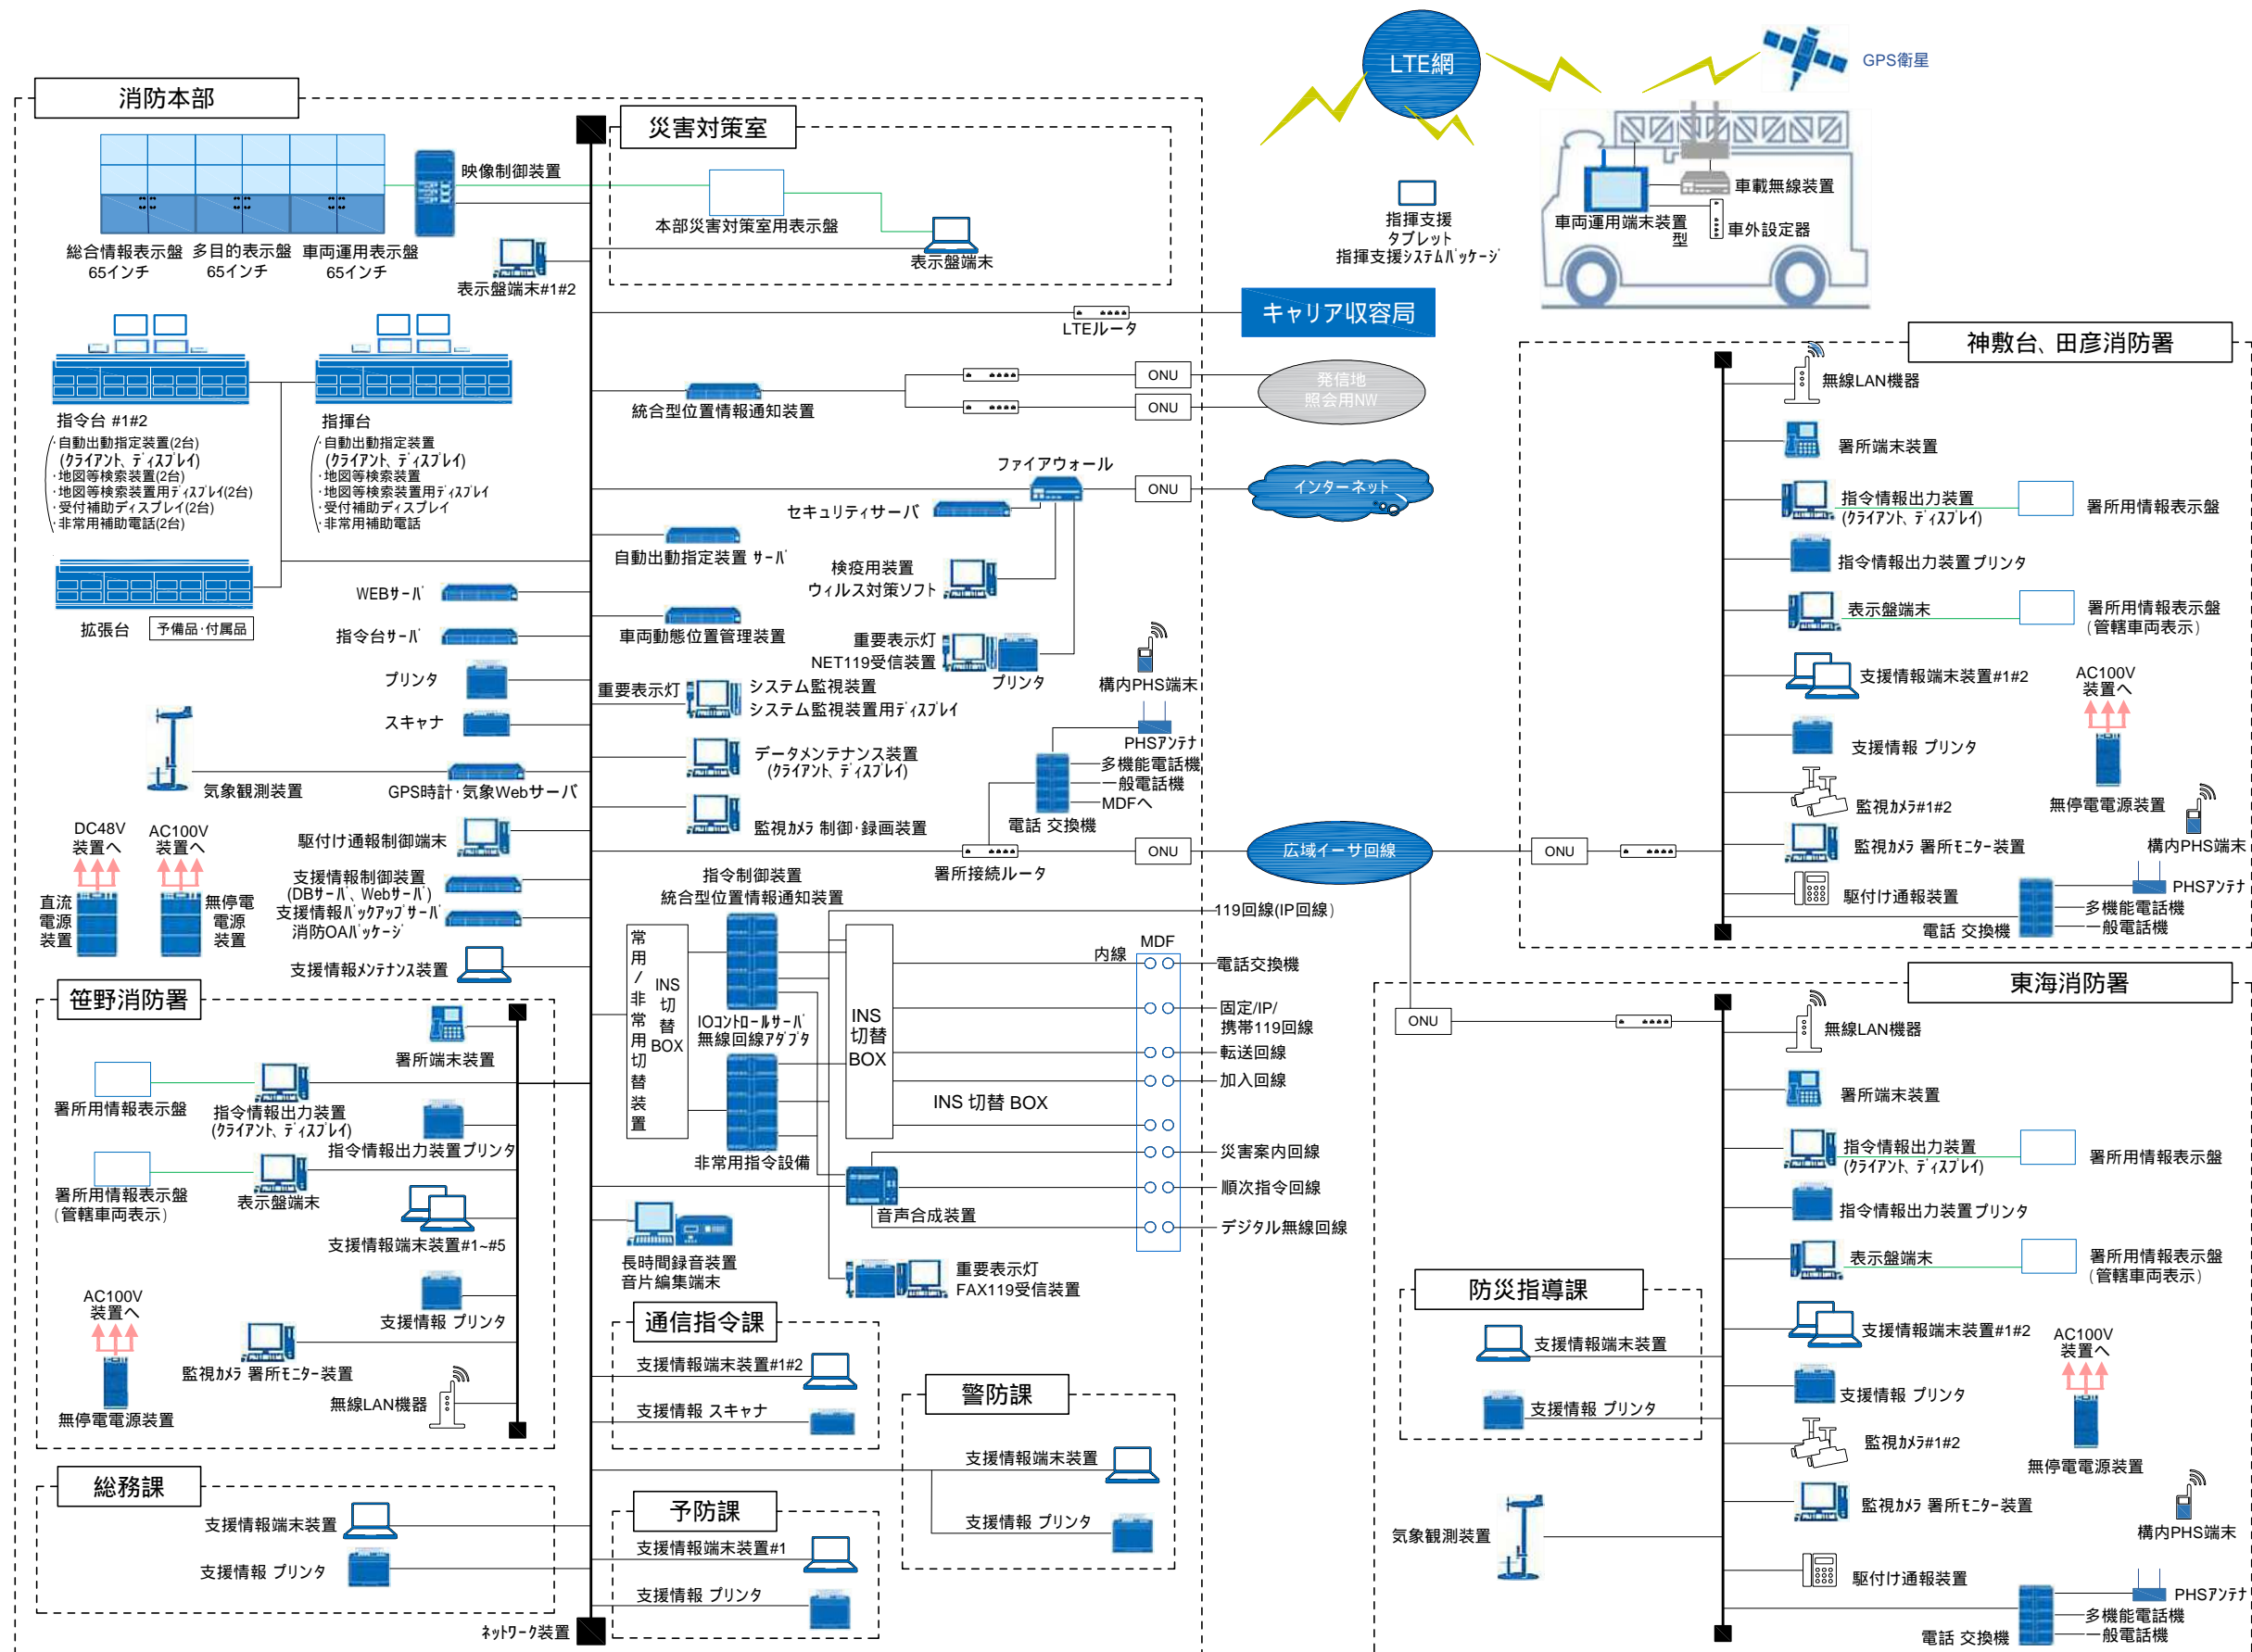 消防本部
映像制御装置
総合情報表示盤
65インチ
多目的表示盤
65インチ
車両運用表示盤
65インチ
表示盤端末#1#2
災害対策室
本部災害対策室用表示盤
表示盤端末
LTE網
GPS衛星
指揮支援
タブレット
指揮支援システムパッケージ
車載無線装置
車両運用端末装置
型
車外設定器
LTEルータ
キャリア収容局
指令台 #1#2
・自動出動指定装置(2台)
(クライアント、ディスプレイ)
・地図等検索装置(2台)
・地図等検索装置用ディスプレイ(2台)
・受付補助ディスプレイ(2台)
・非常用補助電話(2台)
指揮台
・自動出動指定装置
(クライアント、ディスプレイ)
・地図等検索装置
・地図等検索装置用ディスプレイ
・受付補助ディスプレイ
・非常用補助電話
拡張台
予備品・付属品
統合型位置情報通知装置
ONU
ONU
発信地
照会用NW
ファイアウォール
ONU
インターネット
セキュリティサーバ
自動出動指定装置 サーバ
検疫用装置
ウィルス対策ソフト
WEBサーバ
車両動態位置管理装置
指令台サーバ
重要表示灯
NET119受信装置
プリンタ
構内PHS端末
プリンタ
重要表示灯
システム監視装置
システム監視装置用ディスプレイ
スキャナ
PHSアンテナ
データメンテナンス装置
(クライアント、ディスプレイ)
多機能電話機
一般電話機
MDFへ
電話 交換機
気象観測装置
GPS時計・気象Webサーバ
監視カメラ 制御・録画装置
DC48V
装置へ
直流
電源
装置
AC100V
装置へ
無停電
電源
装置
駆付け通報制御端末
支援情報制御装置
(DBサーバ、Webサーバ)
支援情報バックアップサーバ
消防OAパッケージ
支援情報メンテナンス装置
署所接続ルータ
ONU
広域イーサ回線
指令制御装置
統合型位置情報通知装置
常用/非常用切替装置
INS
切
替
BOX
IOコントロールサーバ
無線回線アダプタ
非常用指令設備
INS
切替
BOX
INS 切替 BOX
内線
MDF
119回線(IP回線)
電話交換機
固定/IP/
携帯119回線
転送回線
加入回線
災害案内回線
順次指令回線
デジタル無線回線
音声合成装置
長時間録音装置
音片編集端末
重要表示灯
FAX119受信装置
笹野消防署
署所端末装置
署所用情報表示盤
指令情報出力装置
(クライアント、ディスプレイ)
指令情報出力装置プリンタ
署所用情報表示盤
(管轄車両表示)
表示盤端末
支援情報端末装置#1~#5
AC100V
装置へ
支援情報 プリンタ
監視カメラ 署所モニター装置
無線LAN機器
無停電電源装置
総務課
支援情報端末装置
支援情報 プリンタ
ネットワーク装置
通信指令課
支援情報端末装置#1#2
支援情報 スキャナ
警防課
支援情報端末装置
支援情報 プリンタ
予防課
支援情報端末装置#1
支援情報 プリンタ
神敷台、田彦消防署
無線LAN機器
署所端末装置
指令情報出力装置
(クライアント、ディスプレイ)
署所用情報表示盤
指令情報出力装置プリンタ
表示盤端末
署所用情報表示盤
(管轄車両表示)
支援情報端末装置#1#2
AC100V
装置へ
支援情報 プリンタ
監視カメラ#1#2
無停電電源装置
ONU
監視カメラ 署所モニター装置
構内PHS端末
駆付け通報装置
PHSアンテナ
多機能電話機
一般電話機
電話 交換機
東海消防署
ONU
無線LAN機器
署所端末装置
指令情報出力装置
(クライアント、ディスプレイ)
署所用情報表示盤
指令情報出力装置プリンタ
表示盤端末
署所用情報表示盤
(管轄車両表示)
防災指導課
支援情報端末装置
支援情報 プリンタ
支援情報端末装置#1#2
AC100V
装置へ
支援情報 プリンタ
監視カメラ#1#2
無停電電源装置
監視カメラ 署所モニター装置
構内PHS端末
気象観測装置
駆付け通報装置
PHSアンテナ
多機能電話機
一般電話機
電話 交換機